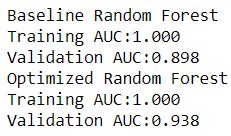 Baseline Random Forest
Training AUC:1.000
Validation AUC:0.898
Optimized Random Forest
Training AUC:1.000
Validation AUC:0.938